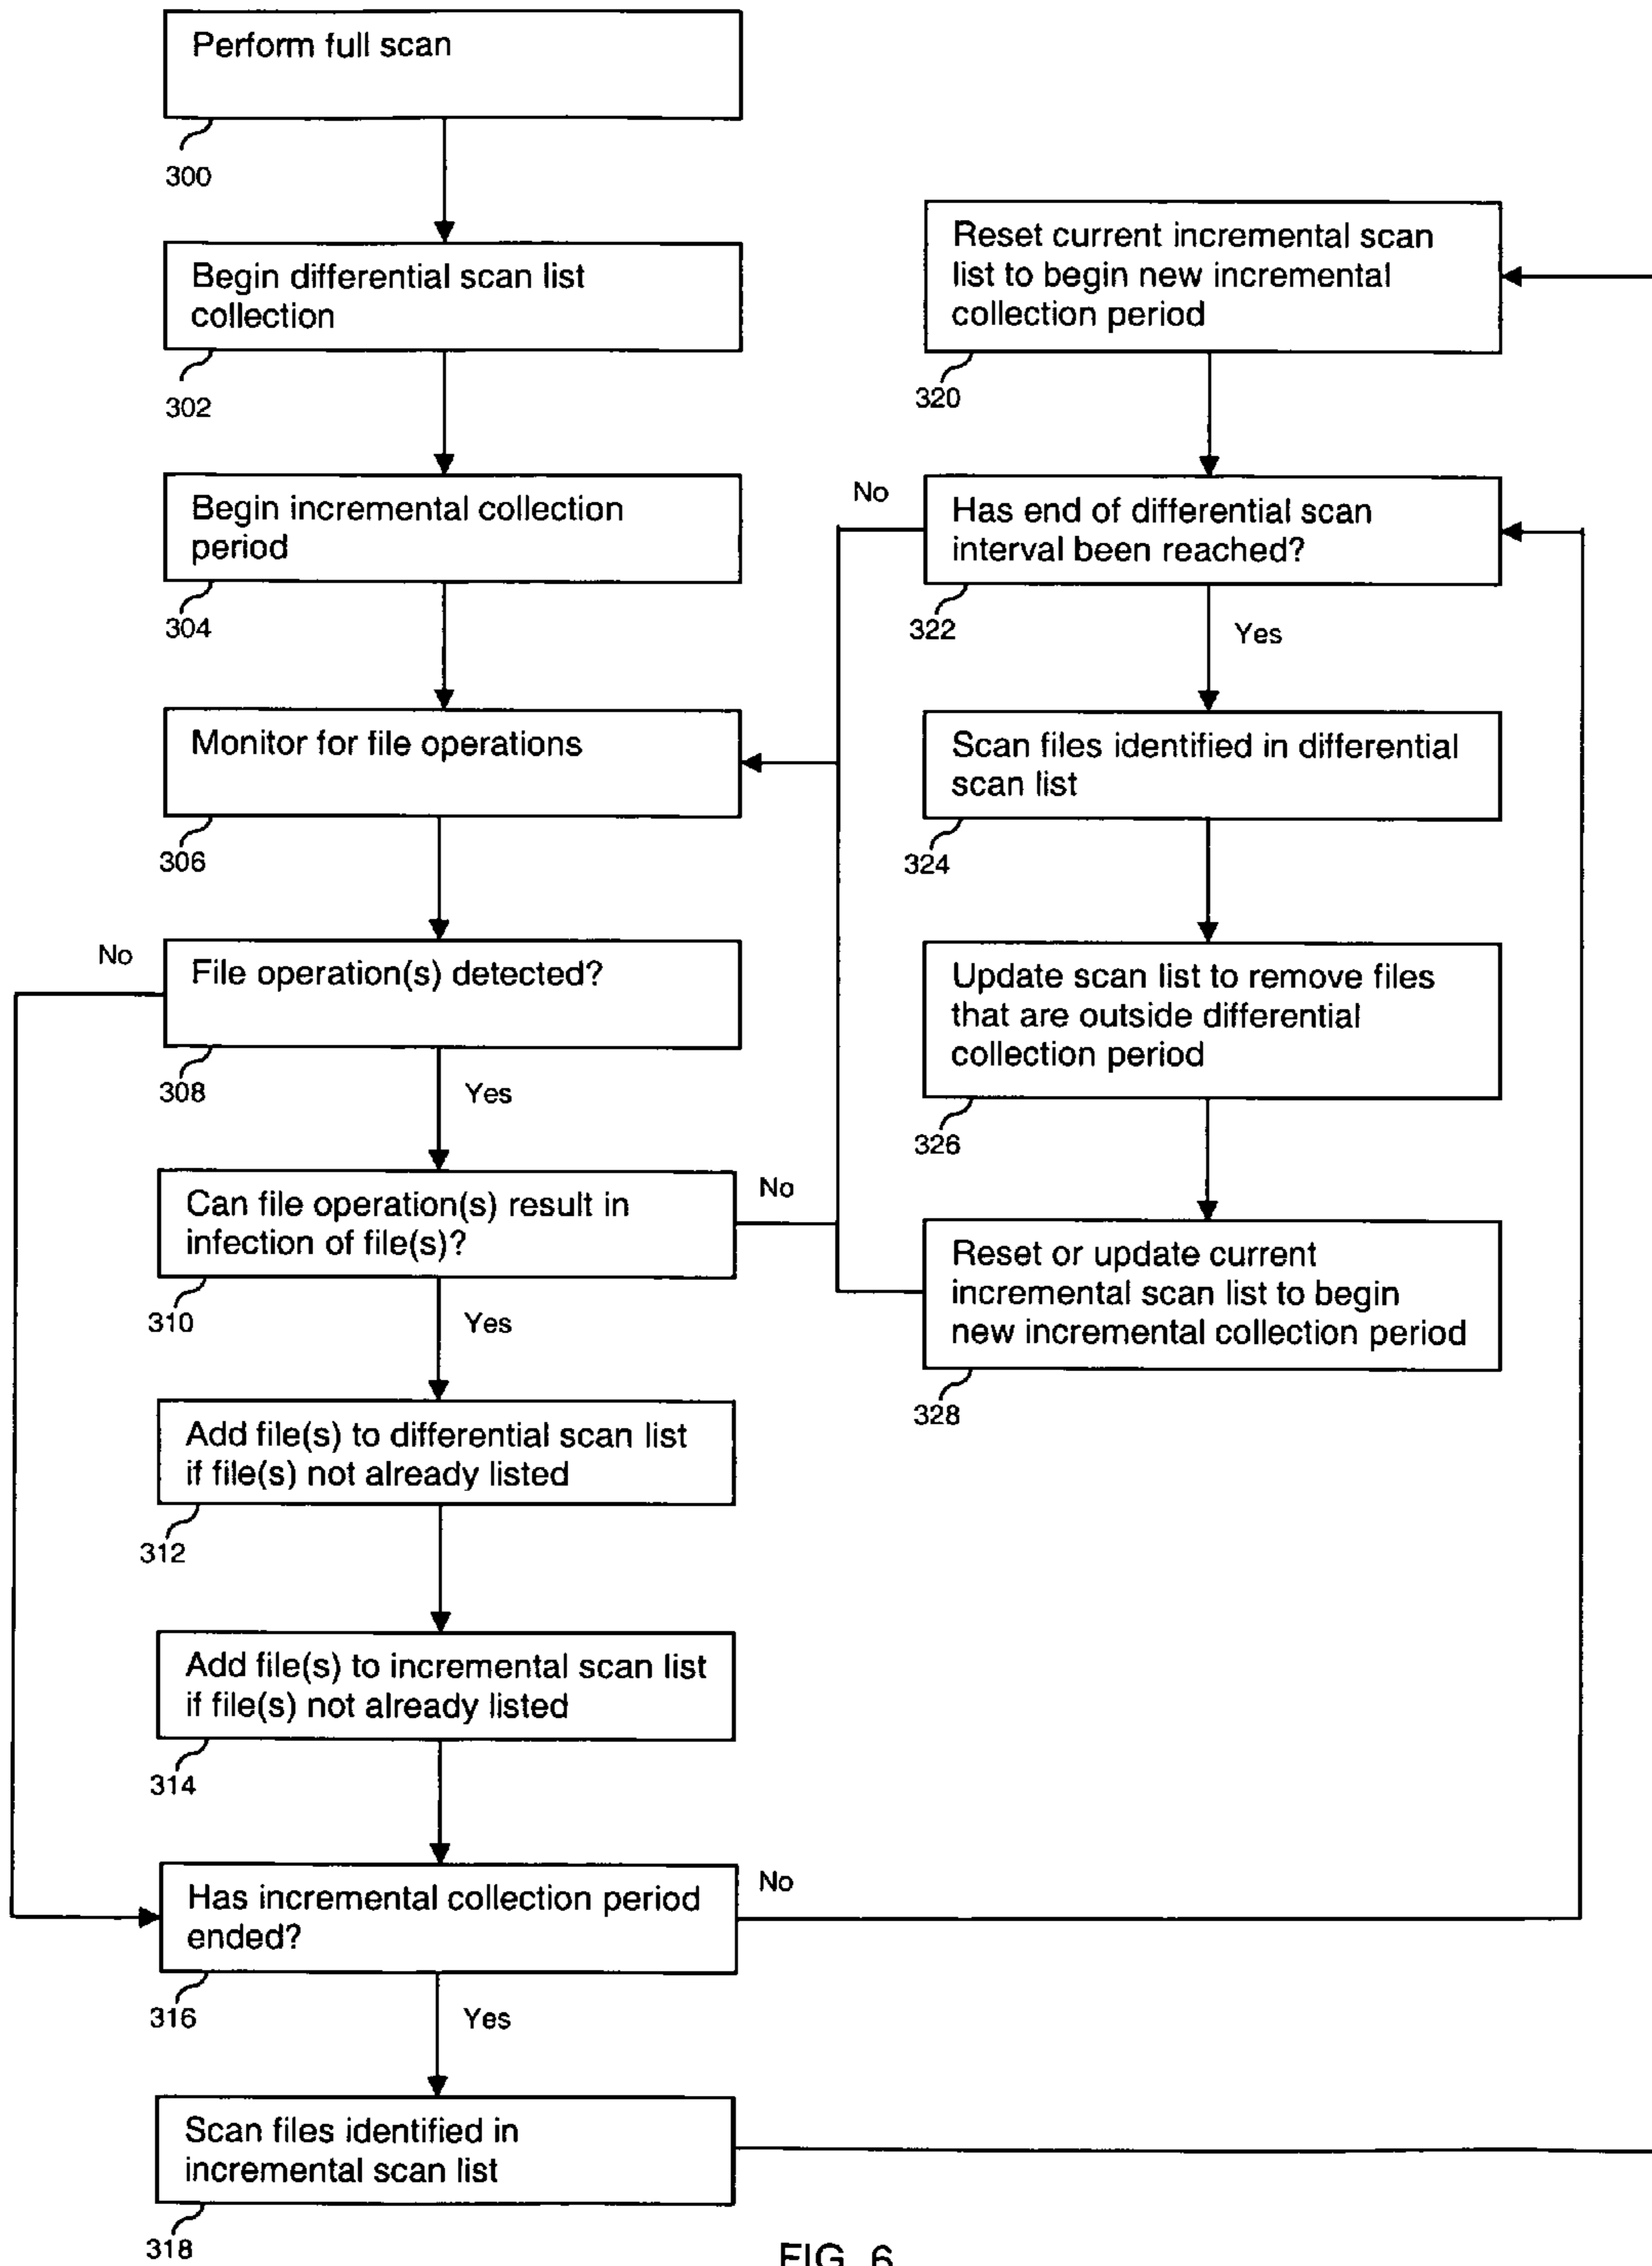 Perform full scan
300
Begin differential scan list
collection
302
Begin incremental collection
period
304
Monitor for file operations
306
No
File operation(s) detected?
308
Yes
Can file operation(s) result in
infection of file(s)?
No
310
Yes
Add file(s) to differential scan list
if file(s) not already listed
312
Add file(s) to incremental scan list
if file(s) not already listed
314
Has incremental collection period
ended?
No
316
Yes
Scan files identified in
incremental scan list
318
Reset current incremental scan
list to begin new incremental
collection period
320
No
Has end of differential scan
interval been reached?
322
Yes
Scan files identified in differential
scan list
324
Update scan list to remove files
that are outside differential
collection period
326
Reset or update current
incremental scan list to begin
new incremental collection period
328
FIG. 6